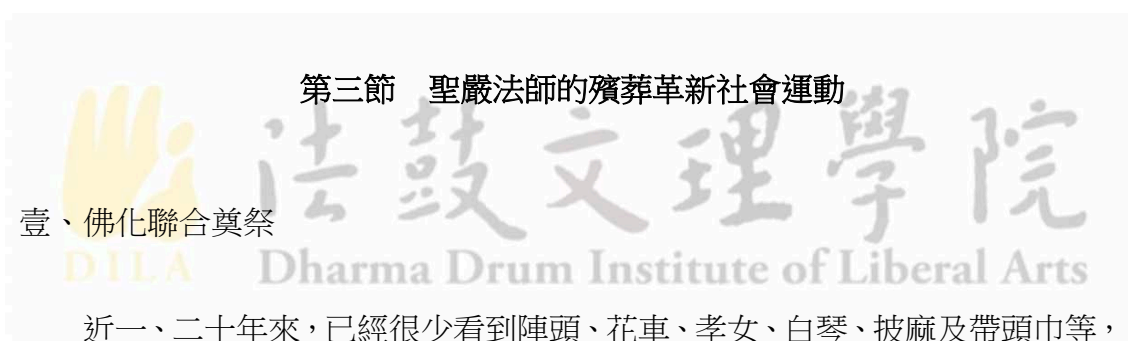 第三節　聖嚴法師的殯葬革新社會運動
法鼓文理學院
壹、佛化聯合奠祭
DILA Dharma Drum Institute of Liberal Arts
近一、二十年來，已經很少看到陣頭、花車、孝女、白琴、披麻及帶頭巾等，